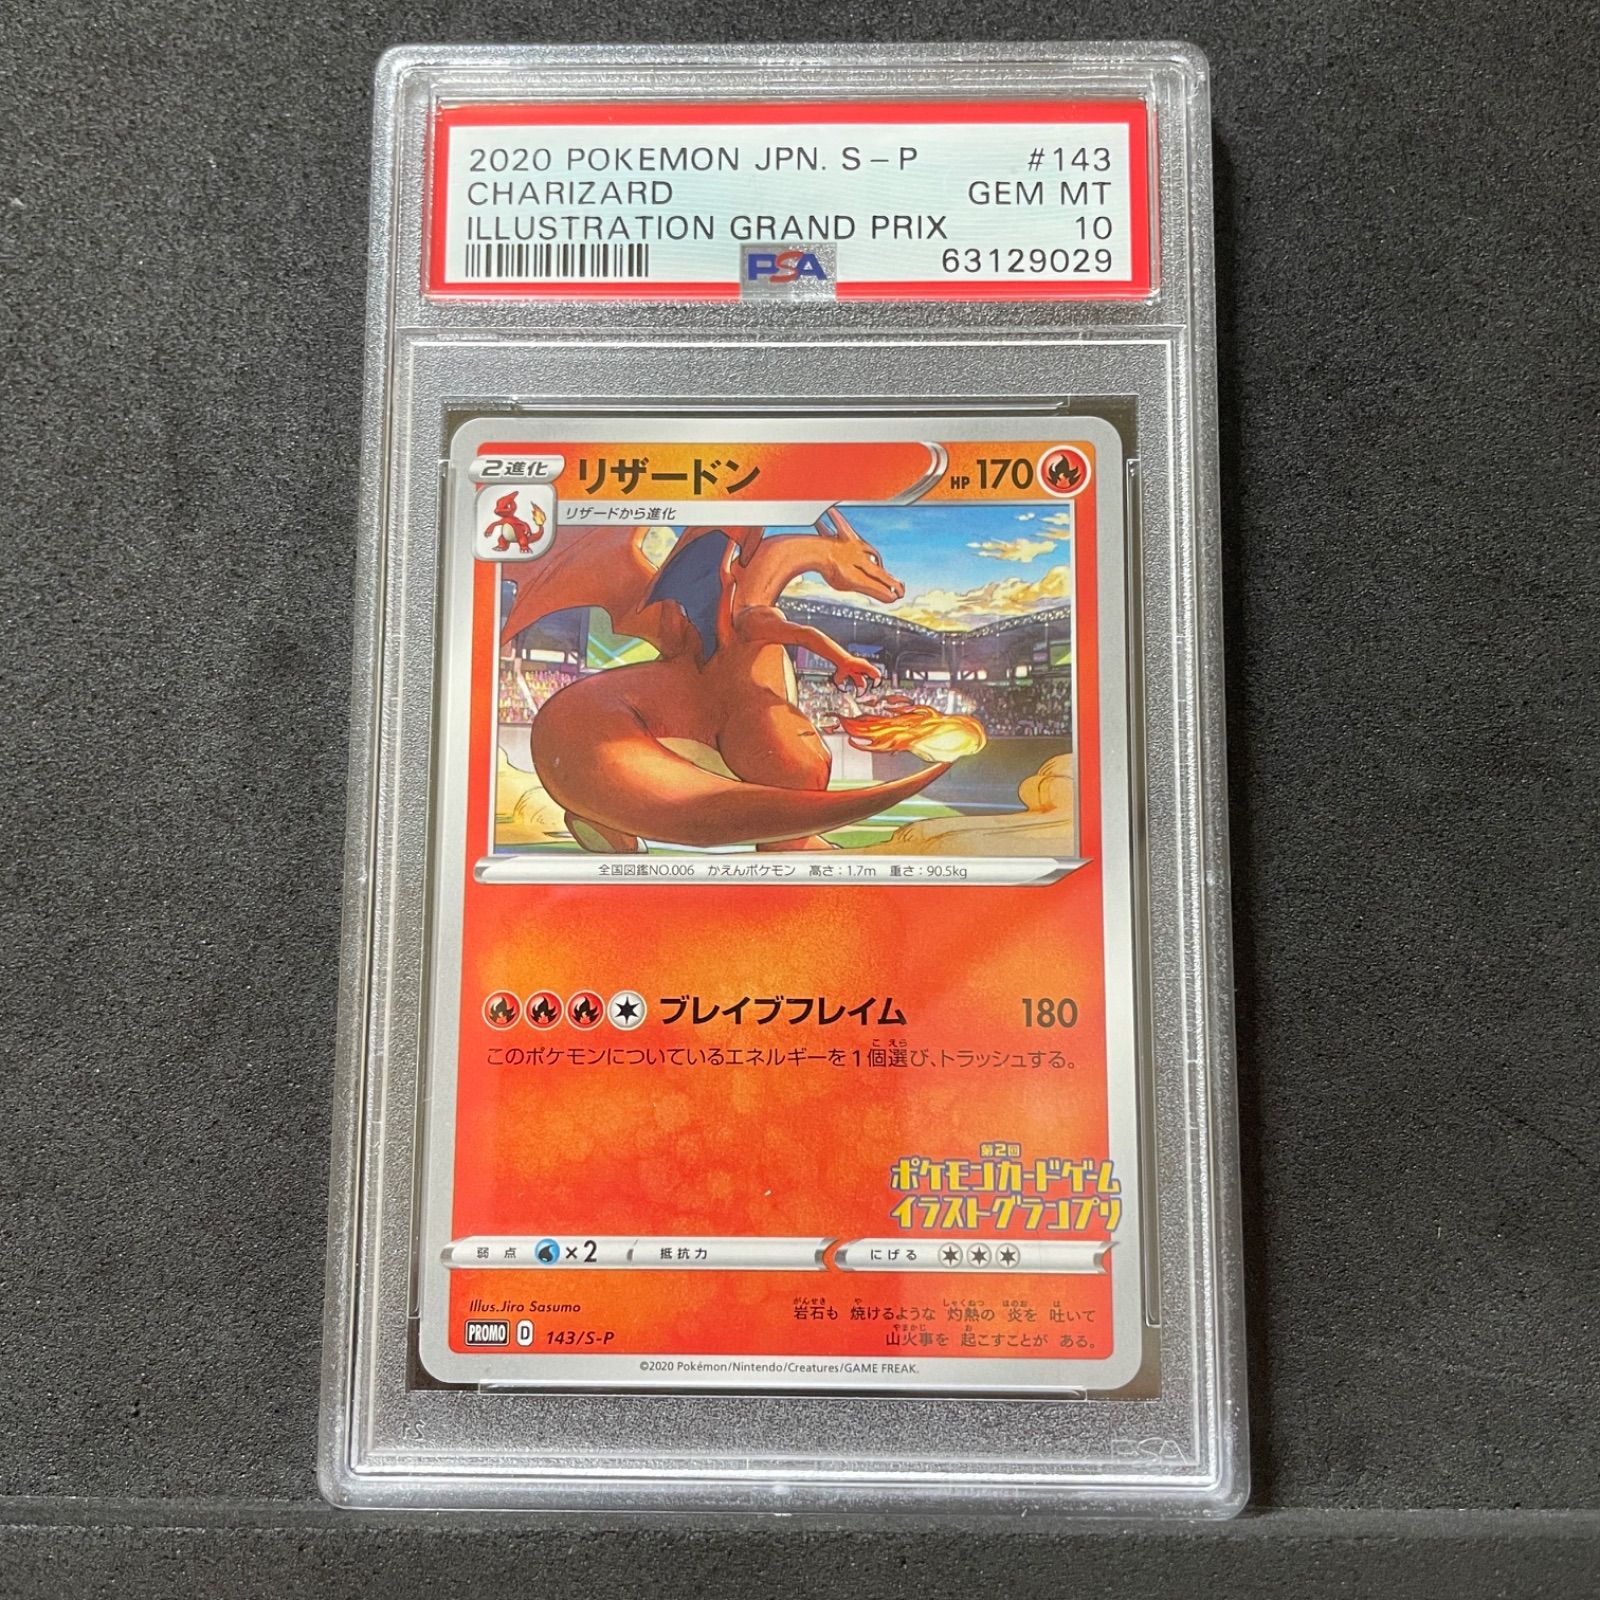 2020 POKEMON JPN. S-P #143
CHARIZARD GEM MT
ILLUSTRATION GRAND PRIX 10
PSA 63129029
2進化 リザードン HP170
リザードから進化
全国図鑑NO.006 かえんポケモン 高さ:1.7m 重さ:90.5kg
ブレイブフレイム 180
このポケモンについているエネルギーを1個選び、トラッシュする。
第2回
ポケモンカードゲーム
イラストグランプリ
弱点 ×2 抵抗力 にげる
Illus.Jiro Sasumo
岩石も 焼けるような 灼熱の 炎を 吐いて
山火事を 起こすことが ある。
PROMO D 143/S-P
©2020 Pokémon/Nintendo/Creatures/GAME FREAK.
PSA